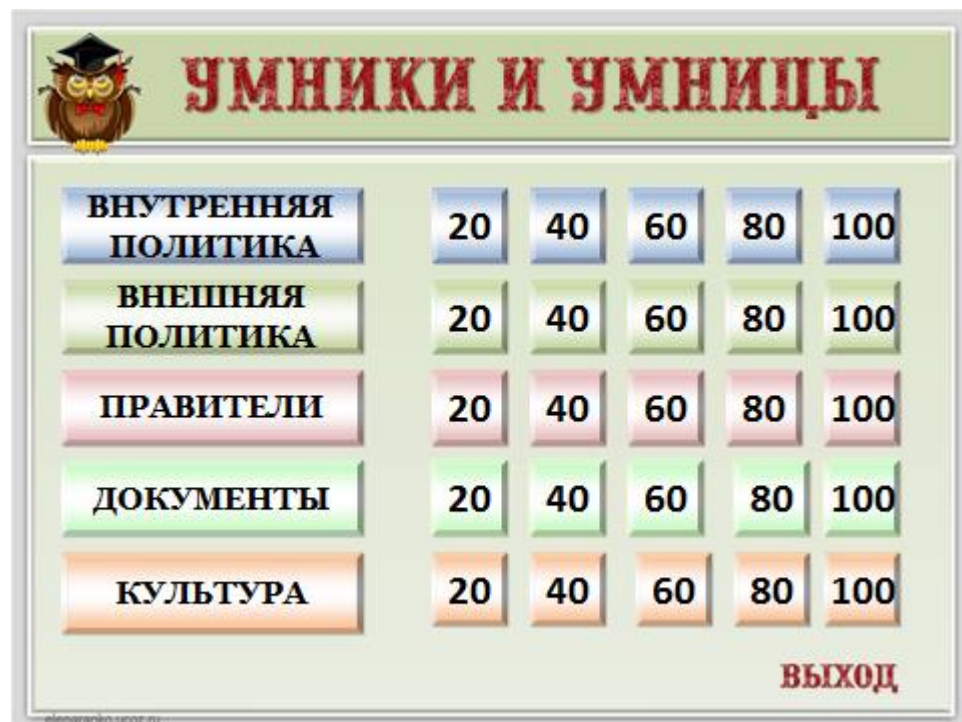 УМНИКИ И УМНИЦЫ
ВНУТРЕННЯЯ
ПОЛИТИКА
20 40 60 80 100
ВНЕШНЯЯ
ПОЛИТИКА
20 40 60 80 100
ПРАВИТЕЛИ 20 40 60 80 100
ДОКУМЕНТЫ 20 40 60 80 100
КУЛЬТУРА 20 40 60 80 100
ВЫХОД